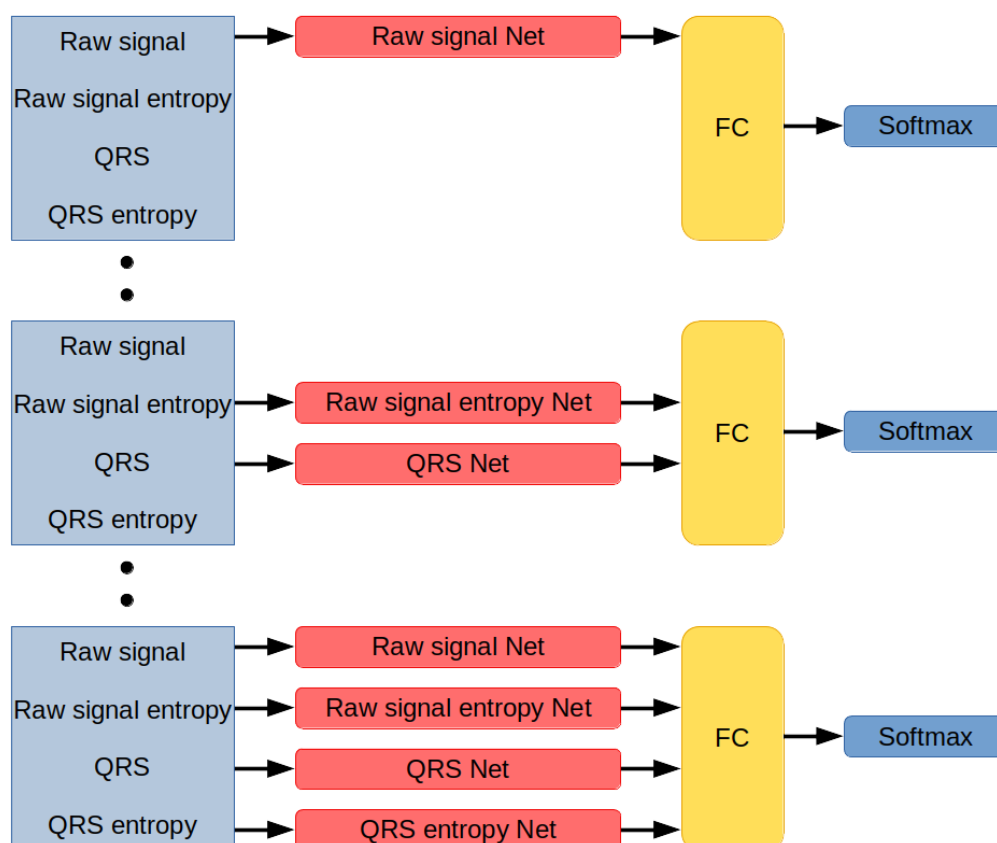 Raw signal
Raw signal entropy
QRS
QRS entropy
Raw signal Net
FC
Softmax
Raw signal
Raw signal entropy
QRS
QRS entropy
Raw signal entropy Net
QRS Net
FC
Softmax
Raw signal
Raw signal entropy
QRS
QRS entropy
Raw signal Net
Raw signal entropy Net
QRS Net
QRS entropy Net
FC
Softmax